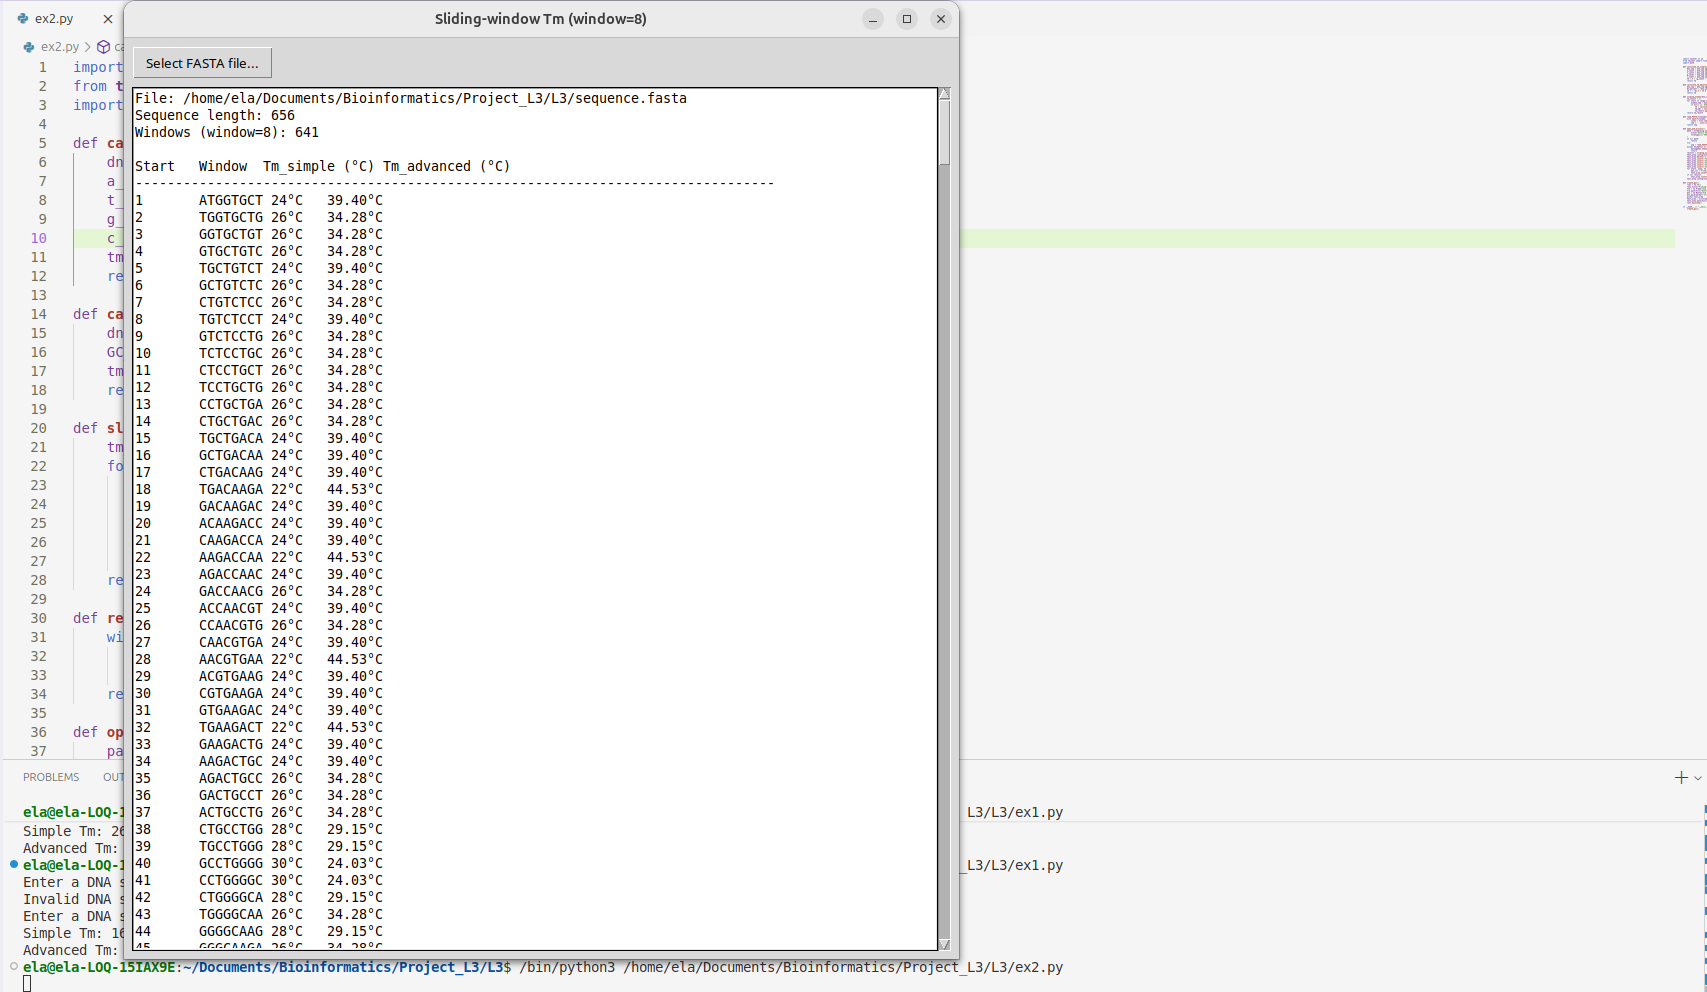 ex2.py
Sliding-window Tm (window=8)
ex2.py
Select FASTA file...
1 import
2 from t
3 import
4
5 def ca
6 dn
7 a_
8 t_
9 g_
10 c_
11 tm
12 re
13
14 def ca
15 dn
16 GC
17 tm
18 re
19
20 def sl
21 tm
22 fo
23
24
25
26
27
28 re
29
30 def re
31 wi
32
33
34 re
35
36 def op
37 pa
File: /home/ela/Documents/Bioinformatics/Project_L3/L3/sequence.fasta
Sequence length: 656
Windows (window=8): 641
Start Window Tm_simple (°C) Tm_advanced (°C)
--------------------------------------------------------------------------------
1 ATGGTGCT 24°C 39.40°C
2 TGGTGCTG 26°C 34.28°C
3 GGTGCTGT 26°C 34.28°C
4 GTGCTGTC 26°C 34.28°C
5 TGCTGTCT 24°C 39.40°C
6 GCTGTCTC 26°C 34.28°C
7 CTGTCTCC 26°C 34.28°C
8 TGTCTCCT 24°C 39.40°C
9 GTCTCCTG 26°C 34.28°C
10 TCTCCTGC 26°C 34.28°C
11 CTCCTGCT 26°C 34.28°C
12 TCCTGCTG 26°C 34.28°C
13 CCTGCTGA 26°C 34.28°C
14 CTGCTGAC 26°C 34.28°C
15 TGCTGACA 24°C 39.40°C
16 GCTGACAA 24°C 39.40°C
17 CTGACAAG 24°C 39.40°C
18 TGACAAGA 22°C 44.53°C
19 GACAAGAC 24°C 39.40°C
20 ACAAGACC 24°C 39.40°C
21 CAAGACCA 24°C 39.40°C
22 AAGACCAA 22°C 44.53°C
23 AGACCAAC 24°C 39.40°C
24 GACCAACG 26°C 34.28°C
25 ACCAACGT 24°C 39.40°C
26 CCAACGTG 26°C 34.28°C
27 CAACGTGA 24°C 39.40°C
28 AACGTGAA 22°C 44.53°C
29 ACGTGAAG 24°C 39.40°C
30 CGTGAAGA 24°C 39.40°C
31 GTGAAGAC 24°C 39.40°C
32 TGAAGACT 22°C 44.53°C
33 GAAGACTG 24°C 39.40°C
34 AAGACTGC 24°C 39.40°C
35 AGACTGCC 26°C 34.28°C
36 GACTGCCT 26°C 34.28°C
37 ACTGCCTG 26°C 34.28°C
38 CTGCCTGG 28°C 29.15°C
39 TGCCTGGG 28°C 29.15°C
40 GCCTGGGG 30°C 24.03°C
41 CCTGGGGC 30°C 24.03°C
42 CTGGGGCA 28°C 29.15°C
43 TGGGGCAA 26°C 34.28°C
44 GGGGCAAG 28°C 29.15°C
45 GGGCAAGA 26°C 34.28°C
PROBLEMS OUT
ela@ela-LOQ-1 _L3/L3/ex1.py
Simple Tm: 26
Advanced Tm:
ela@ela-LOQ-1 _L3/L3/ex1.py
Enter a DNA s
Invalid DNA s
Enter a DNA s
Simple Tm: 16
Advanced Tm:
ela@ela-LOQ-15IAX9E:~/Documents/Bioinformatics/Project_L3/L3$ /bin/python3 /home/ela/Documents/Bioinformatics/Project_L3/L3/ex2.py